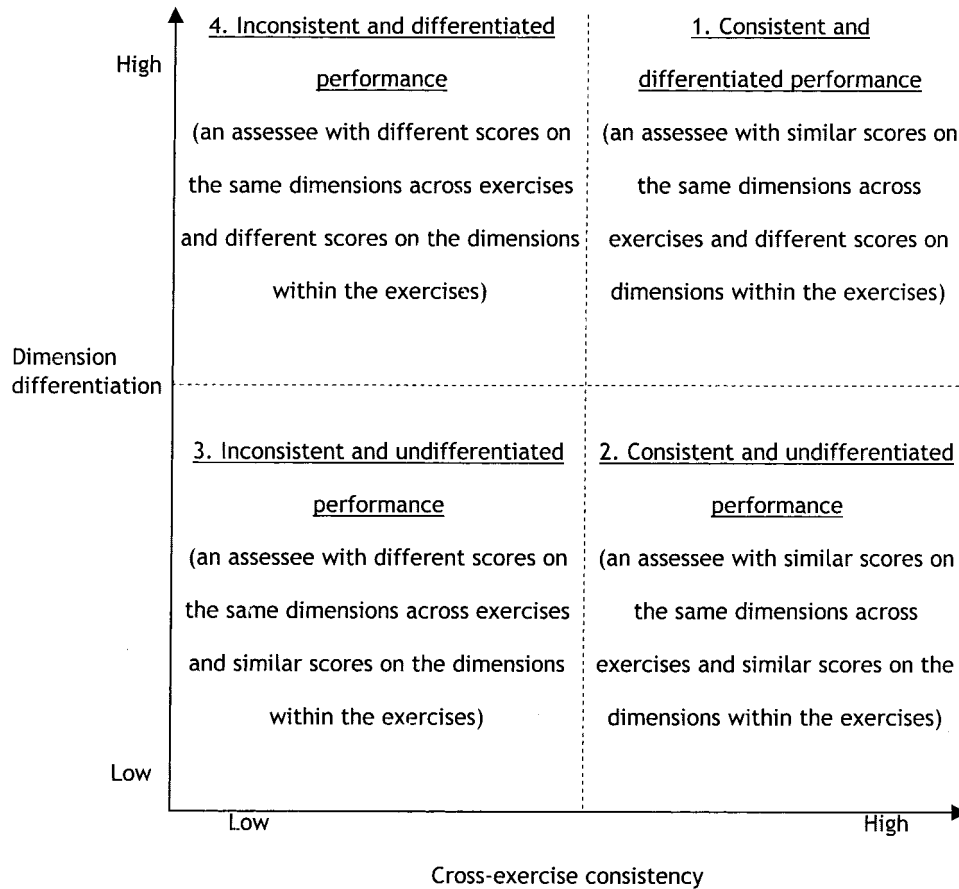 4. Inconsistent and differentiated
performance
(an assessee with different scores on
the same dimensions across exercises
and different scores on the dimensions
within the exercises)
1. Consistent and
differentiated performance
(an assessee with similar scores on
the same dimensions across
exercises and different scores on
dimensions within the exercises)
High
Dimension
differentiation
3. Inconsistent and undifferentiated
performance
(an assessee with different scores on
the same dimensions across exercises
and similar scores on the dimensions
within the exercises)
2. Consistent and undifferentiated
performance
(an assessee with similar scores on
the same dimensions across
exercises and similar scores on the
dimensions within the exercises)
Low
Low
High
Cross-exercise consistency